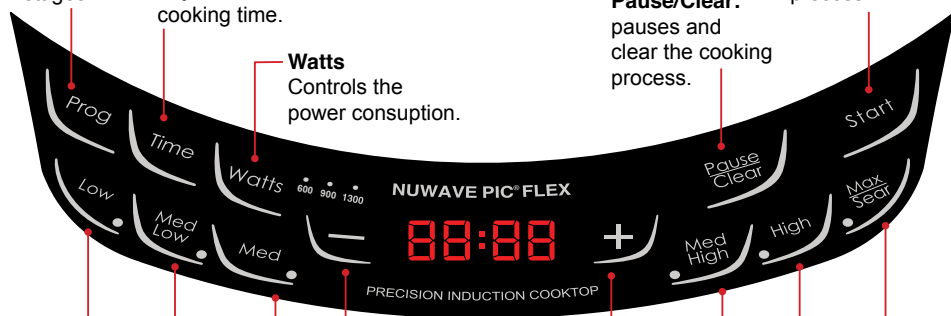 cooking time.
Pause/Clear:
pauses and
clear the cooking
process.
Watts
Controls the
power consuption.
Prog
Time
Watts
600 900 1300
NUWAVE PIC® FLEX
Pause
Clear
Start
Low
Med
Low
Med
88:88
Med
High
High
Max
Sear
PRECISION INDUCTION COOKTOP